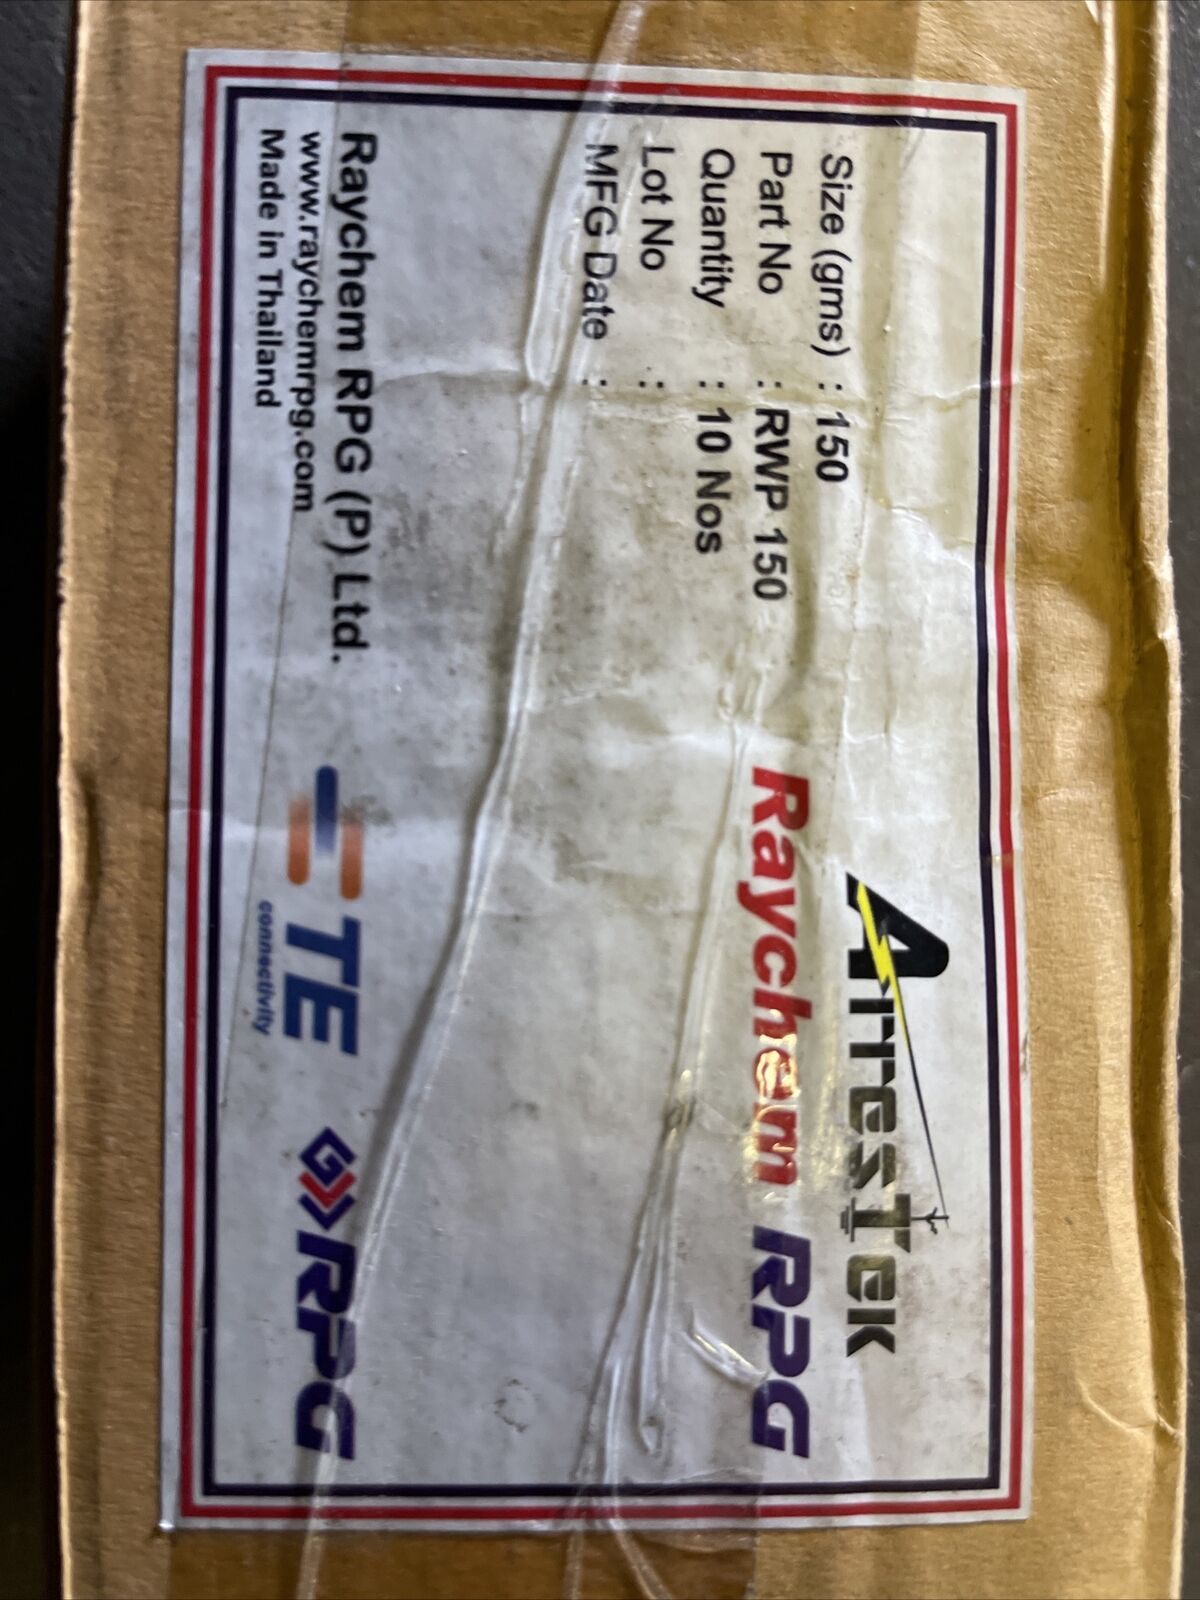 ArresTek
Size (gms) : 150
Part No : RWP 150
Raychem RPG
Quantity : 10 Nos
Lot No :
MFG Date :
Raychem RPG (P) Ltd.
www.raychemrpg.com
Made in Thailand
TE
connectivity
RPG